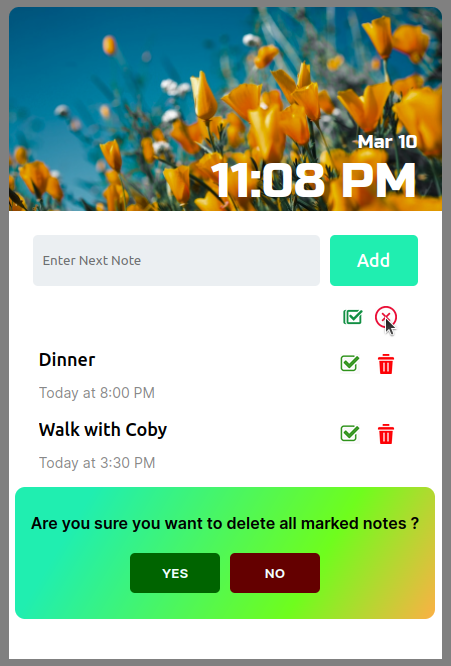 Mar 10
11:08 PM
Enter Next Note
Add
Dinner
Today at 8:00 PM
Walk with Coby
Today at 3:30 PM
Are you sure you want to delete all marked notes ?
YES
NO